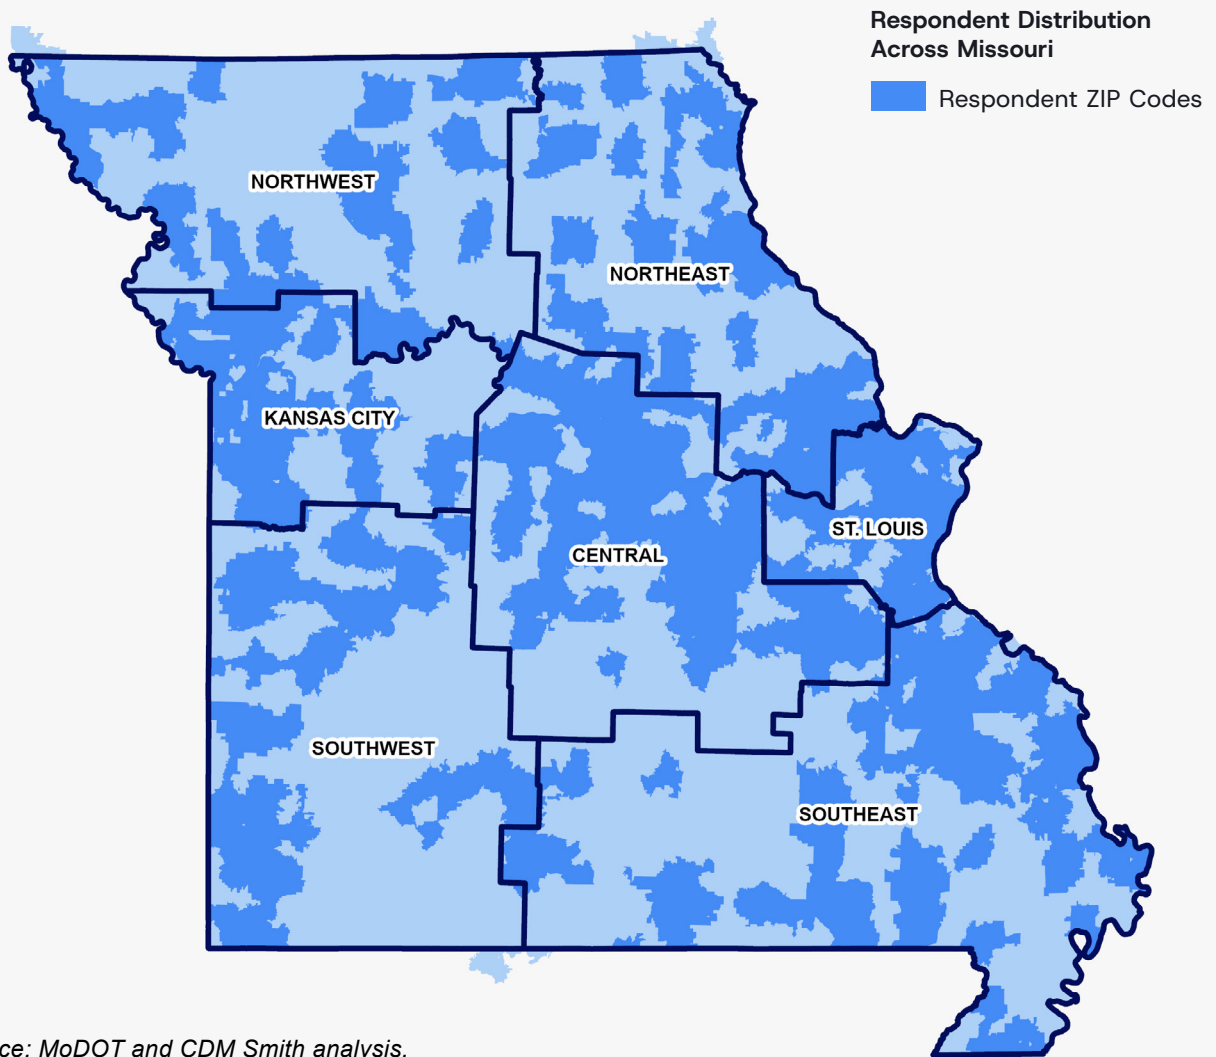 Respondent Distribution
Across Missouri
Respondent ZIP Codes
NORTHWEST
NORTHEAST
KANSAS CITY
ST. LOUIS
CENTRAL
SOUTHWEST
SOUTHEAST
ce: MoDOT and CDM Smith analysis.